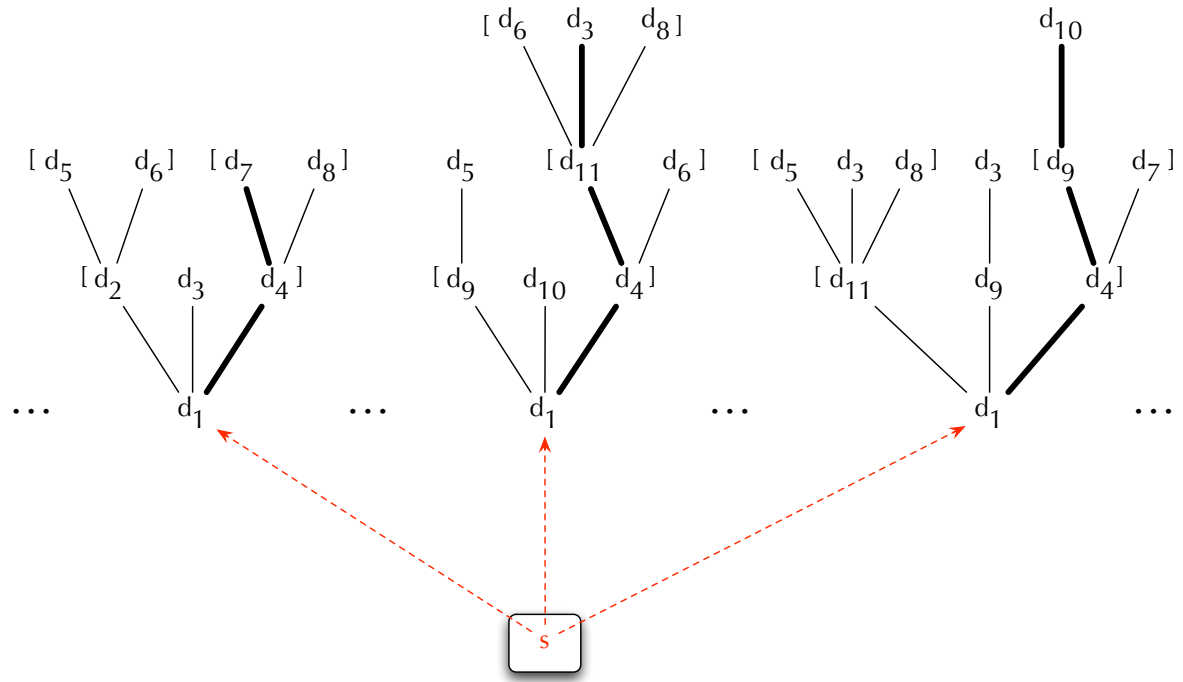 [ d6 d3 d8 ] d10
[ d5 d6 ] [ d7 d8 ] d5 [ d11 d6 ] [ d5 d3 d8 ] d3 [ d9 d7 ]
[ d2 d3 d4 ] [ d9 d10 d4 ] [ d11 d9 d4 ]
... d1 ... d1 ... d1 ...
s